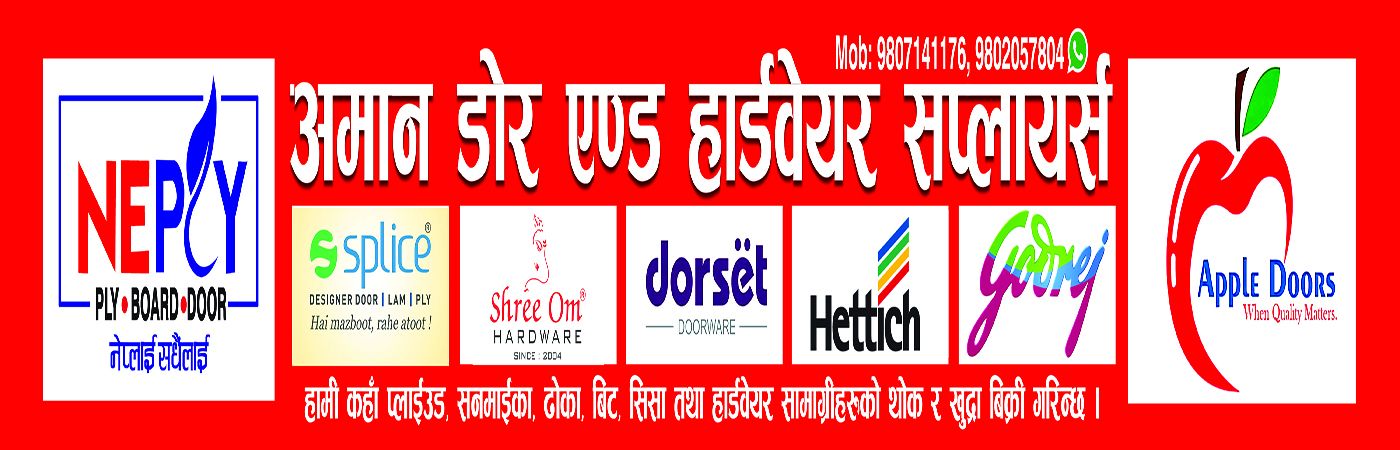 Mob: 9807141176, 9802057804
अमान डोर एण्ड हार्डवेयर सप्लायर्स
NEPLY
PLY•BOARD•DOOR
नेप्लाई सधैंलाई
splice®
DESIGNER DOOR | LAM | PLY
Hai mazboot, rahe atoot !
Shree Om®
HARDWARE
SINCE : 2004
dorsët
DOORWARE
Hettich
Godrej
APPLE DOORS
When Quality Matters.
हामी कहाँ प्लाईउड, सनमाईका, ढोका, बिट, सिसा तथा हार्डवेयर सामाग्रीहरुको थोक र खुद्रा बिक्री गरिन्छ ।